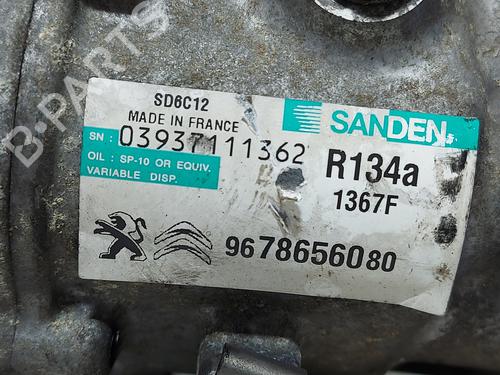 B-PARTS
SD6C12
MADE IN FRANCE
SANDEN
SN : 03937111362
OIL : SP-10 OR EQUIV.
VARIABLE DISP.
R134a
1367F
9678656080